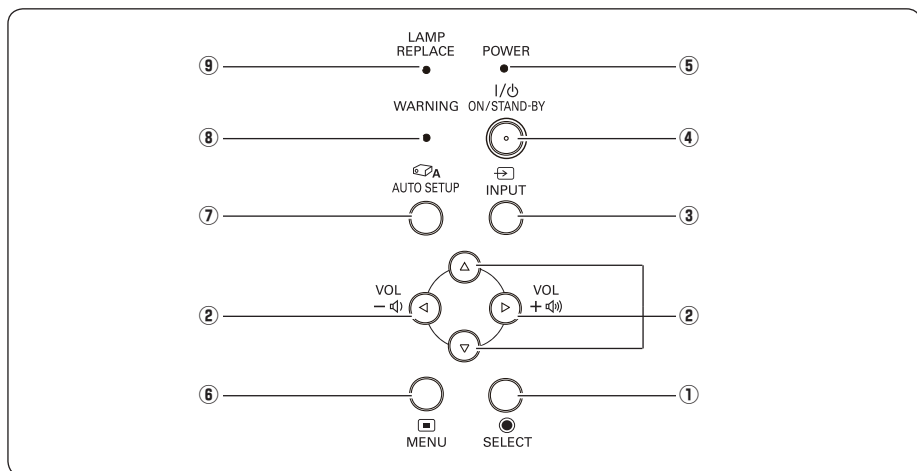 LAMP
REPLACE POWER
⑨ ⑤
I/⏻
WARNING ON/STAND-BY
⑧ ④
A
AUTO SETUP INPUT
⑦ ③
VOL VOL
− +
② ②
⑥ ①
MENU SELECT